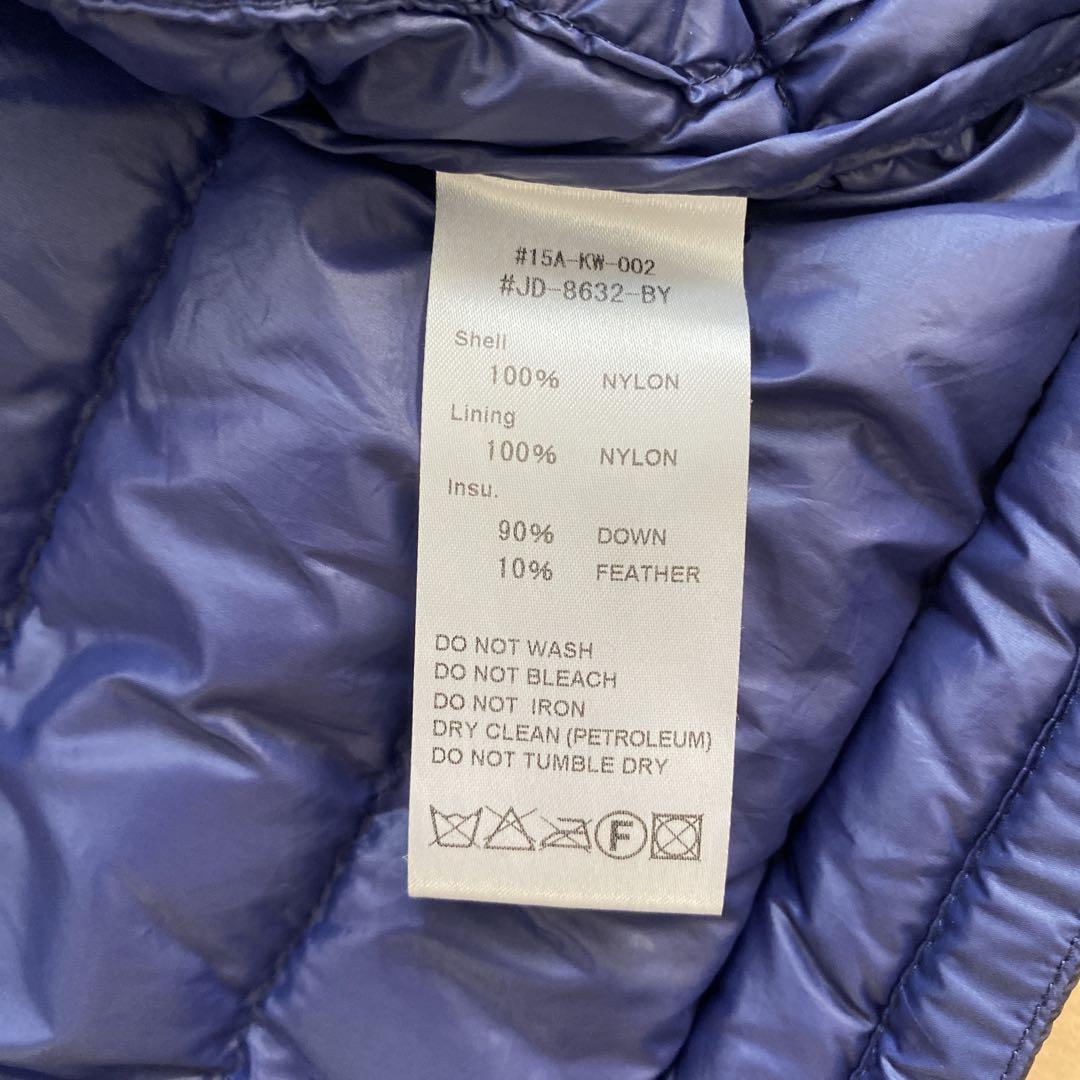 #15A-KW-002
#JD-8632-BY
Shell
100% NYLON
Lining
100% NYLON
Insu.
90% DOWN
10% FEATHER
DO NOT WASH
DO NOT BLEACH
DO NOT IRON
DRY CLEAN (PETROLEUM)
DO NOT TUMBLE DRY
F